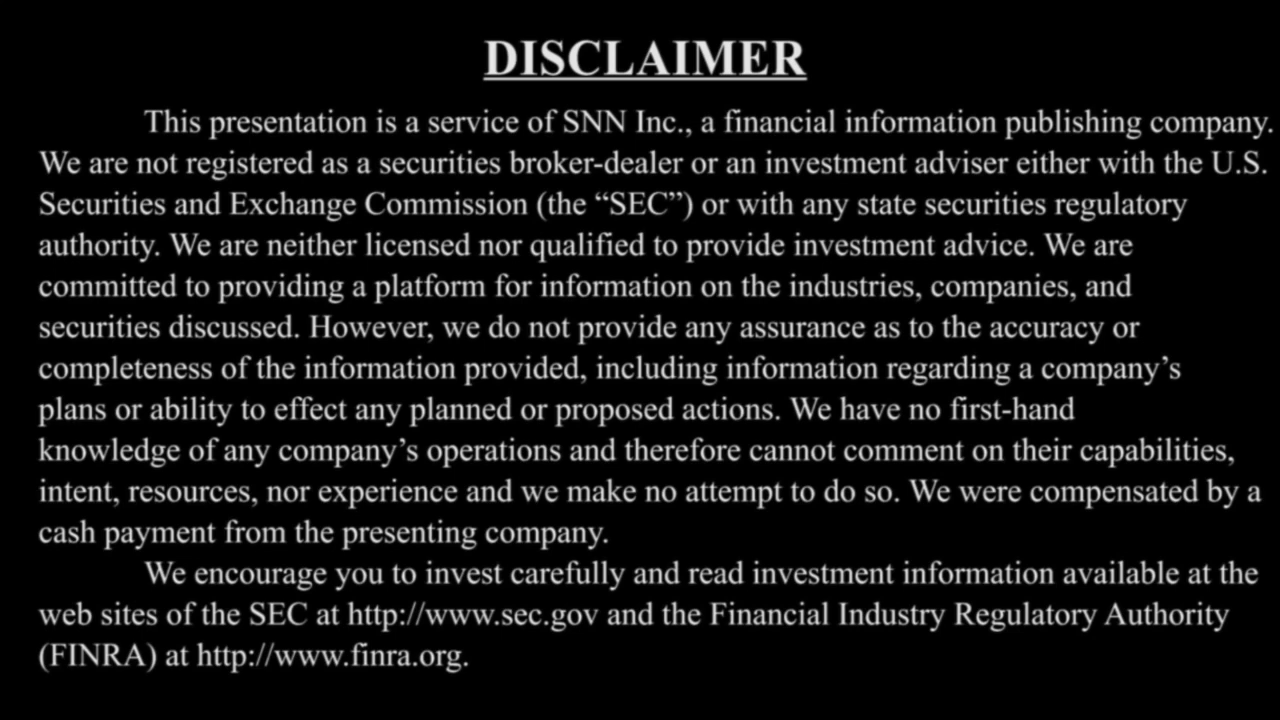 DISCLAIMER
This presentation is a service of SNN Inc., a financial information publishing company.
We are not registered as a securities broker-dealer or an investment adviser either with the U.S.
Securities and Exchange Commission (the “SEC”) or with any state securities regulatory
authority. We are neither licensed nor qualified to provide investment advice. We are
committed to providing a platform for information on the industries, companies, and
securities discussed. However, we do not provide any assurance as to the accuracy or
completeness of the information provided, including information regarding a company’s
plans or ability to effect any planned or proposed actions. We have no first-hand
knowledge of any company’s operations and therefore cannot comment on their capabilities,
intent, resources, nor experience and we make no attempt to do so. We were compensated by a
cash payment from the presenting company.
We encourage you to invest carefully and read investment information available at the
web sites of the SEC at http://www.sec.gov and the Financial Industry Regulatory Authority
(FINRA) at http://www.finra.org.